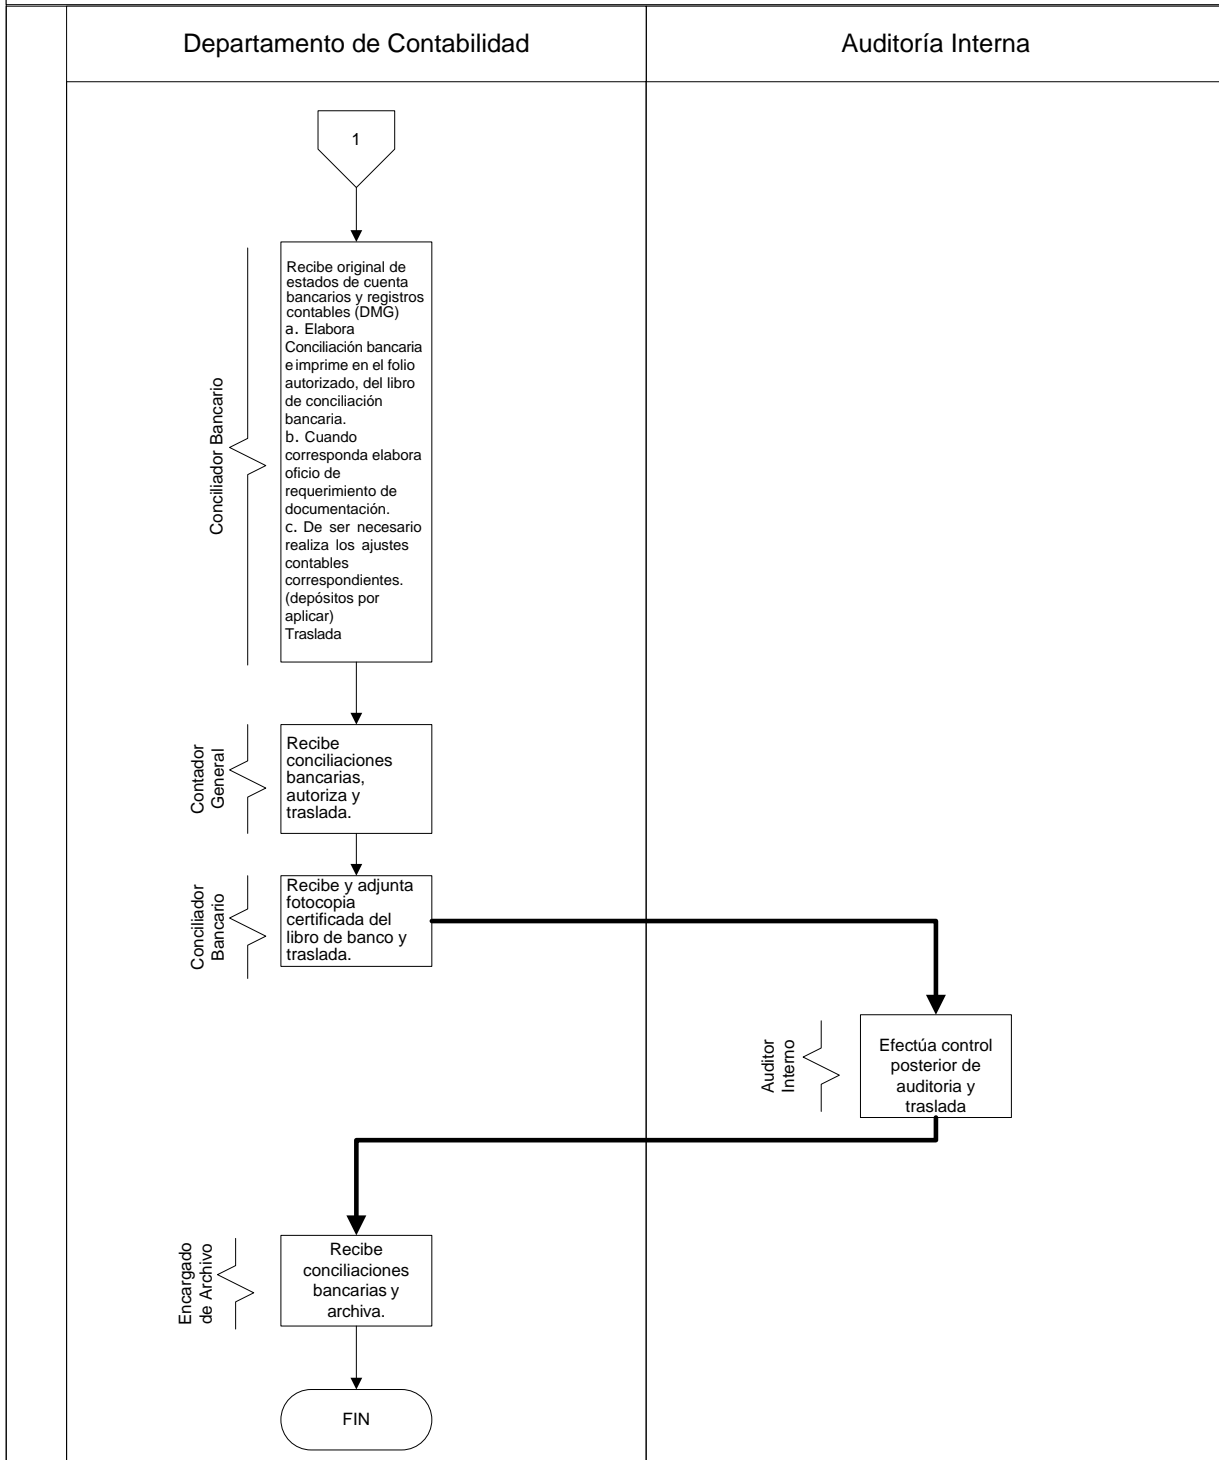 Departamento de Contabilidad
Auditoría Interna
1
Conciliador Bancario
Recibe original de
estados de cuenta
bancarios y registros
contables (DMG)
a. Elabora
Conciliación bancaria
e imprime en el folio
autorizado, del libro
de conciliación
bancaria.
b. Cuando
corresponda elabora
oficio de
requerimiento de
documentación.
c. De ser necesario
realiza los ajustes
contables
correspondientes.
(depósitos por
aplicar)
Traslada
Contador
General
Recibe
conciliaciones
bancarias,
autoriza y
traslada.
Conciliador
Bancario
Recibe y adjunta
fotocopia
certificada del
libro de banco y
traslada.
Auditor
Interno
Efectúa control
posterior de
auditoria y
traslada
Encargado
de Archivo
Recibe
conciliaciones
bancarias y
archiva.
FIN